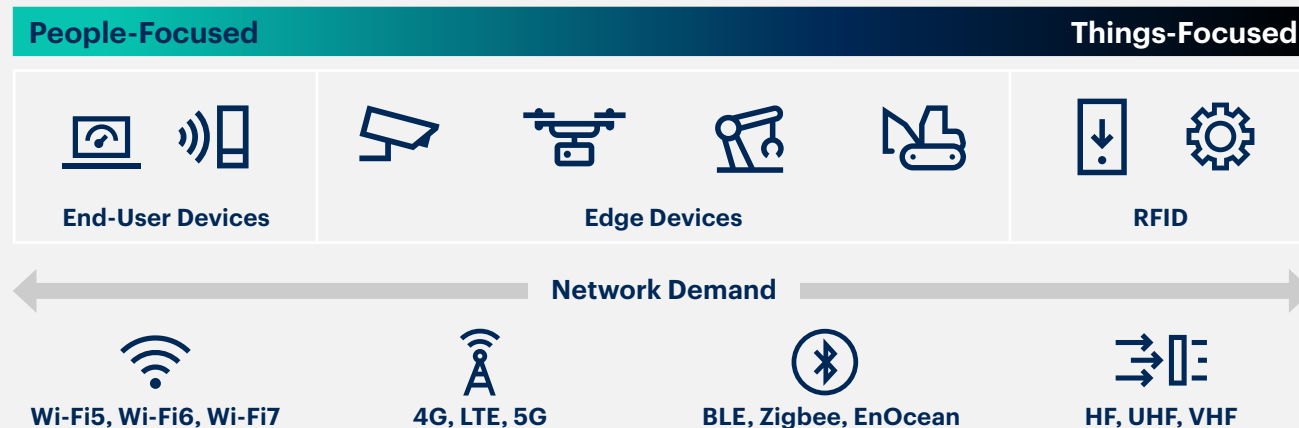 People-Focused
Things-Focused
End-User Devices
Edge Devices
RFID
Network Demand
Wi-Fi5, Wi-Fi6, Wi-Fi7
4G, LTE, 5G
BLE, Zigbee, EnOcean
HF, UHF, VHF